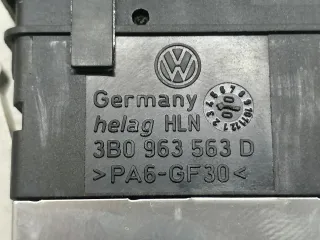 Germany
helag HLN
3B0 963 563 D
>PA6-GF30<